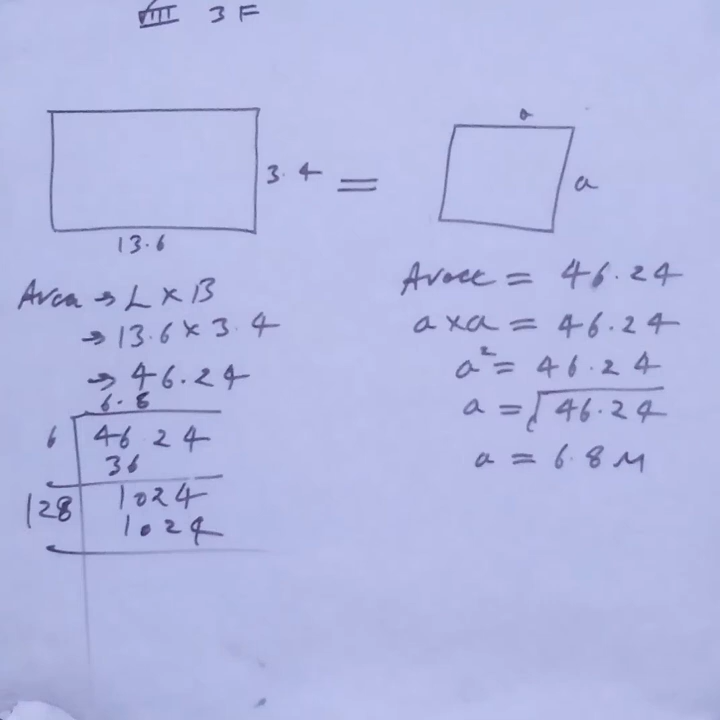 VIII 3F
3.4 =
13.6
a
a
Area → L × B
→ 13.6 × 3.4
→ 46.24
6.8
6 46 24
36
128 1024
1024
Area = 46.24
a × a = 46.24
a² = 46.24
a = √46.24
a = 6.8 M